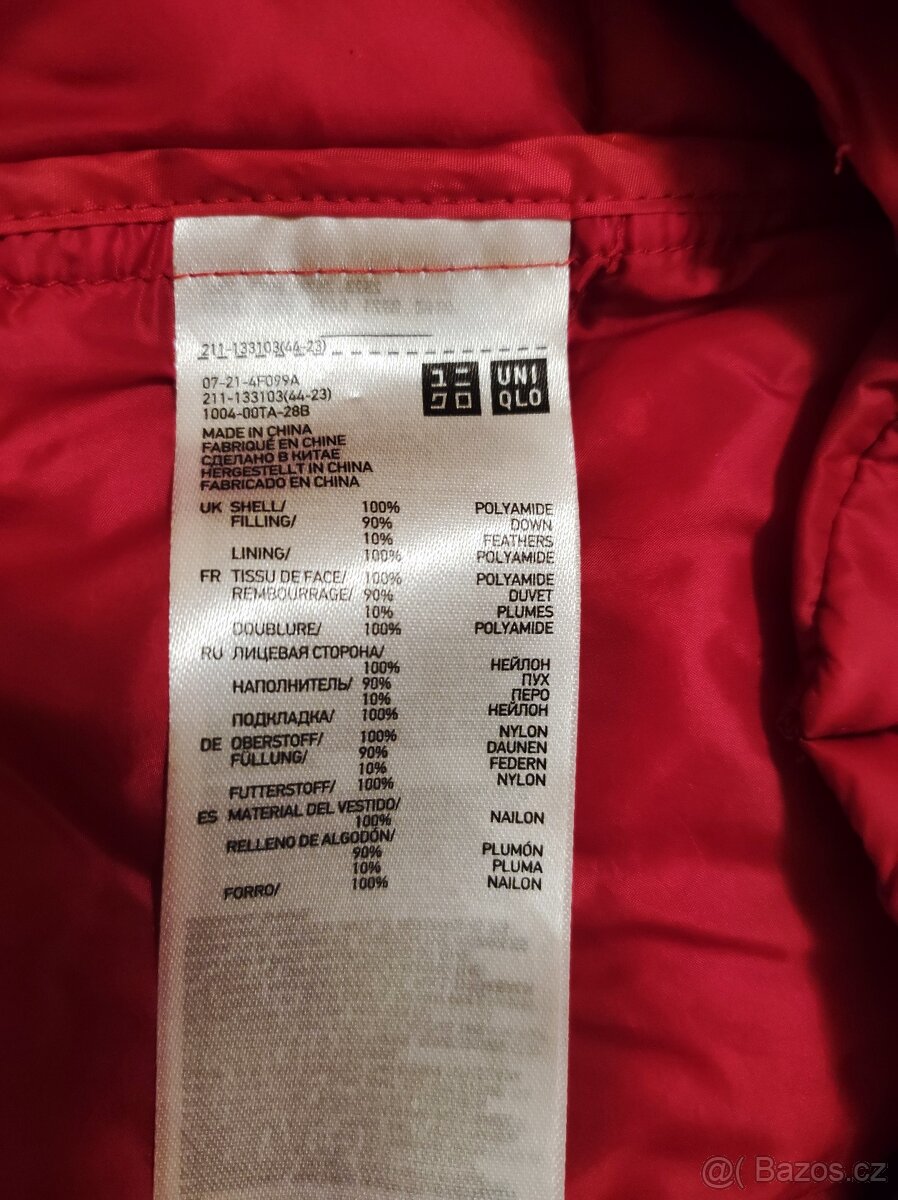 211-133103(44-23)
07-21-4F099A
211-133103(44-23)
1004-00TA-28B
ユニ
クロ
UNI
QLO
MADE IN CHINA
FABRIQUÉ EN CHINE
СДЕЛАНО В КИТАЕ
HERGESTELLT IN CHINA
FABRICADO EN CHINA
UK SHELL/ 100% POLYAMIDE
FILLING/ 90% DOWN
10% FEATHERS
LINING/ 100% POLYAMIDE
FR TISSU DE FACE/ 100% POLYAMIDE
REMBOURRAGE/ 90% DUVET
10% PLUMES
DOUBLURE/ 100% POLYAMIDE
RU ЛИЦЕВАЯ СТОРОНА/
100% НЕЙЛОН
НАПОЛНИТЕЛЬ/ 90% ПУХ
10% ПЕРО
ПОДКЛАДКА/ 100% НЕЙЛОН
DE OBERSTOFF/ 100% NYLON
FÜLLUNG/ 90% DAUNEN
10% FEDERN
FUTTERSTOFF/ 100% NYLON
ES MATERIAL DEL VESTIDO/
100% NAILON
RELLENO DE ALGODÓN/
90% PLUMÓN
10% PLUMA
FORRO/ 100% NAILON
@( Bazos.cz